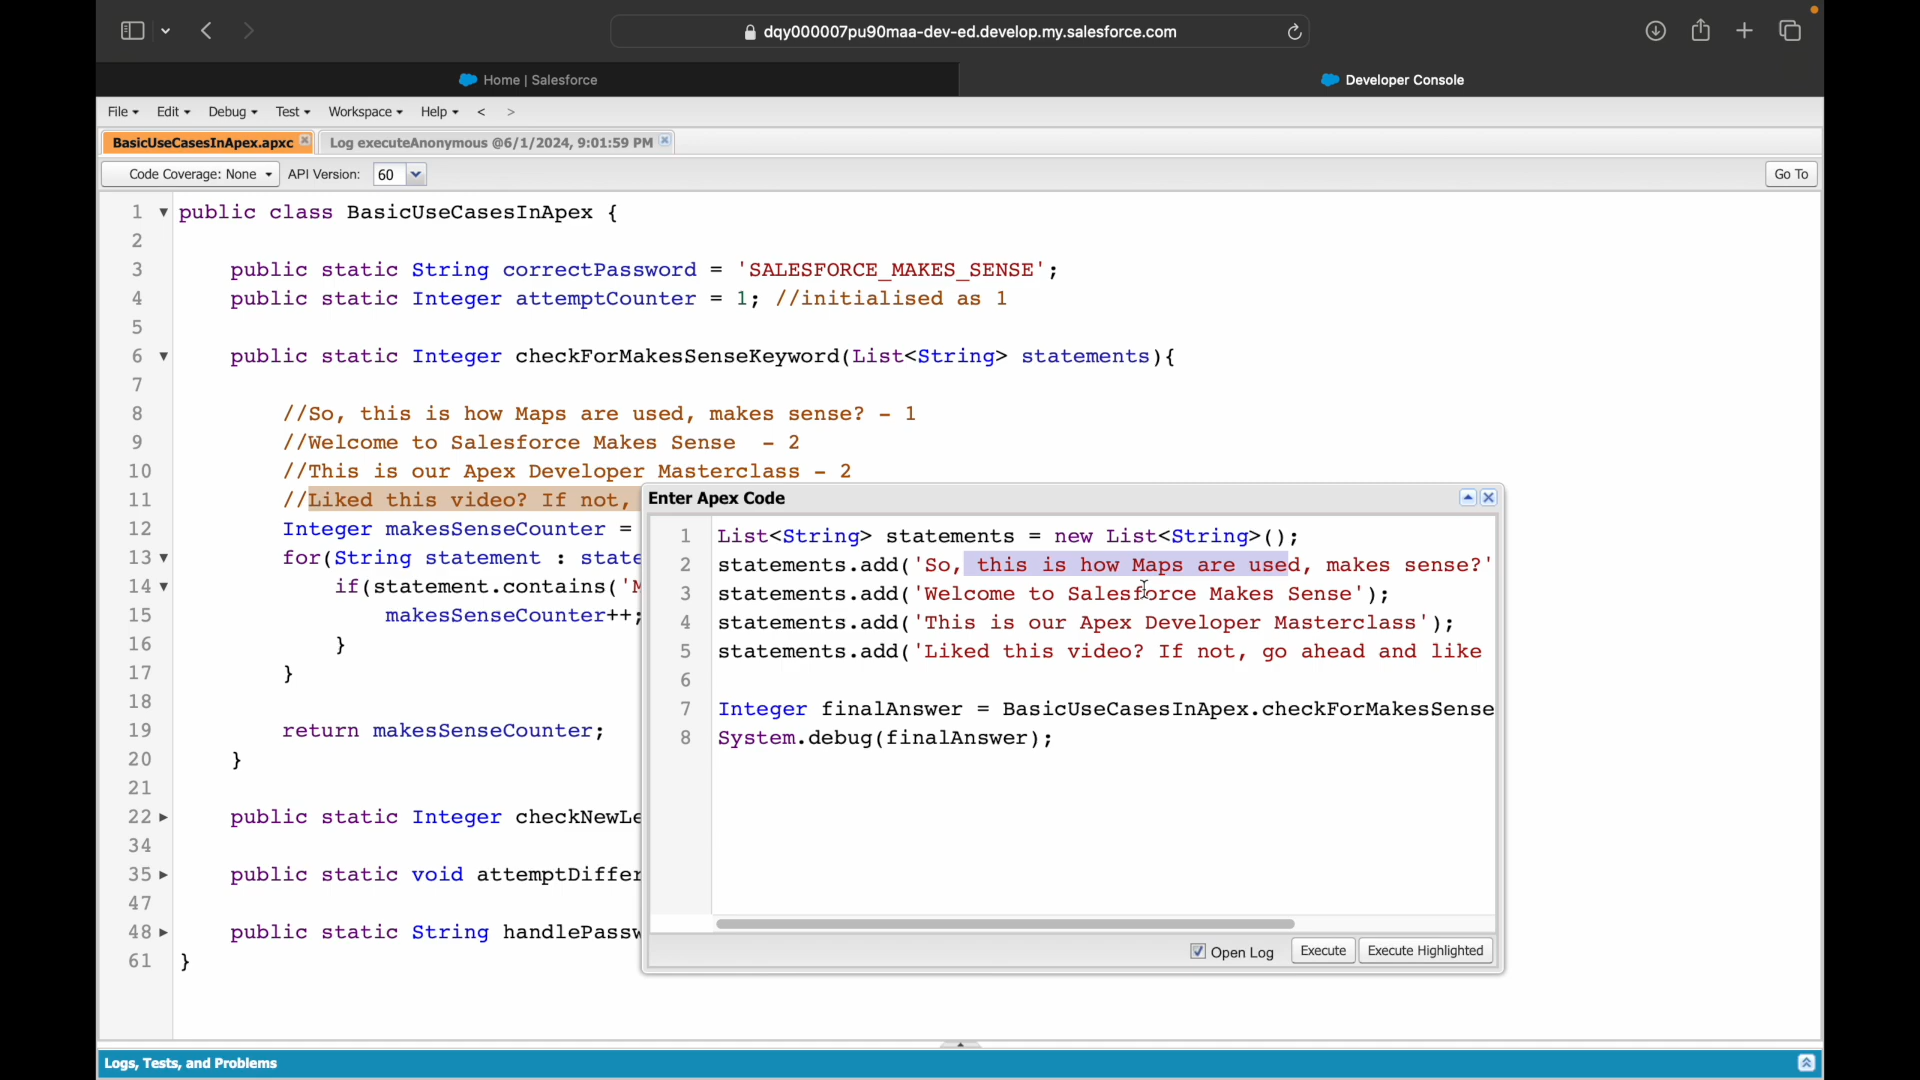 dqy000007pu90maa-dev-ed.develop.my.salesforce.com
Home | Salesforce
Developer Console
File Edit Debug Test Workspace Help < >
BasicUseCasesInApex.apxc
Log executeAnonymous @6/1/2024, 9:01:59 PM
Code Coverage: None API Version: 60 Go To
1 public class BasicUseCasesInApex {
2
3 public static String correctPassword = 'SALESFORCE_MAKES_SENSE';
4 public static Integer attemptCounter = 1; //initialised as 1
5
6 public static Integer checkForMakesSenseKeyword(List<String> statements){
7
8 //So, this is how Maps are used, makes sense? - 1
9 //Welcome to Salesforce Makes Sense - 2
10 //This is our Apex Developer Masterclass - 2
11 //Liked this video? If not,
12 Integer makesSenseCounter =
13 for(String statement : state
14 if(statement.contains('M
15 makesSenseCounter++;
16 }
17 }
18
19 return makesSenseCounter;
20 }
21
22 public static Integer checkNewLe
34
35 public static void attemptDiffer
47
48 public static String handlePassw
61 }
Enter Apex Code
1 List<String> statements = new List<String>();
2 statements.add('So, this is how Maps are used, makes sense?'
3 statements.add('Welcome to Salesforce Makes Sense');
4 statements.add('This is our Apex Developer Masterclass');
5 statements.add('Liked this video? If not, go ahead and like
6
7 Integer finalAnswer = BasicUseCasesInApex.checkForMakesSense
8 System.debug(finalAnswer);
Open Log Execute Execute Highlighted
Logs, Tests, and Problems